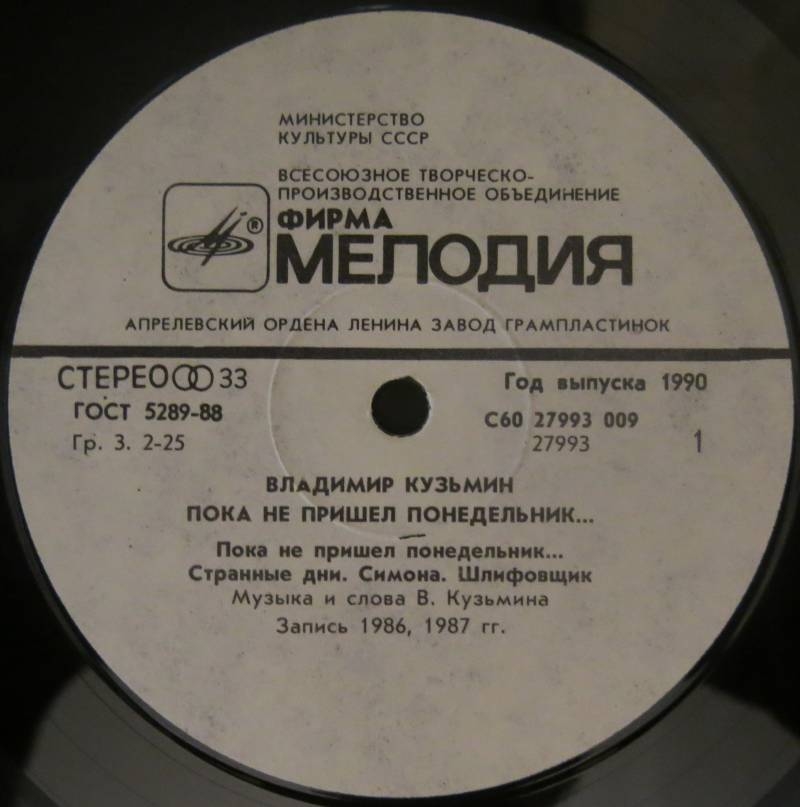 МИНИСТЕРСТВО
КУЛЬТУРЫ СССР
ВСЕСОЮЗНОЕ ТВОРЧЕСКО-
ПРОИЗВОДСТВЕННОЕ ОБЪЕДИНЕНИЕ
®
ФИРМА
МЕЛОДИЯ
АПРЕЛЕВСКИЙ ОРДЕНА ЛЕНИНА ЗАВОД ГРАМПЛАСТИНОК
СТЕРЕО 33
Год выпуска 1990
ГОСТ 5289-88
С60 27993 009
Гр. 3. 2-25
27993
1
ВЛАДИМИР КУЗЬМИН
ПОКА НЕ ПРИШЕЛ ПОНЕДЕЛЬНИК...
Пока не пришел понедельник...
Странные дни. Симона. Шлифовщик
Музыка и слова В. Кузьмина
Запись 1986, 1987 гг.